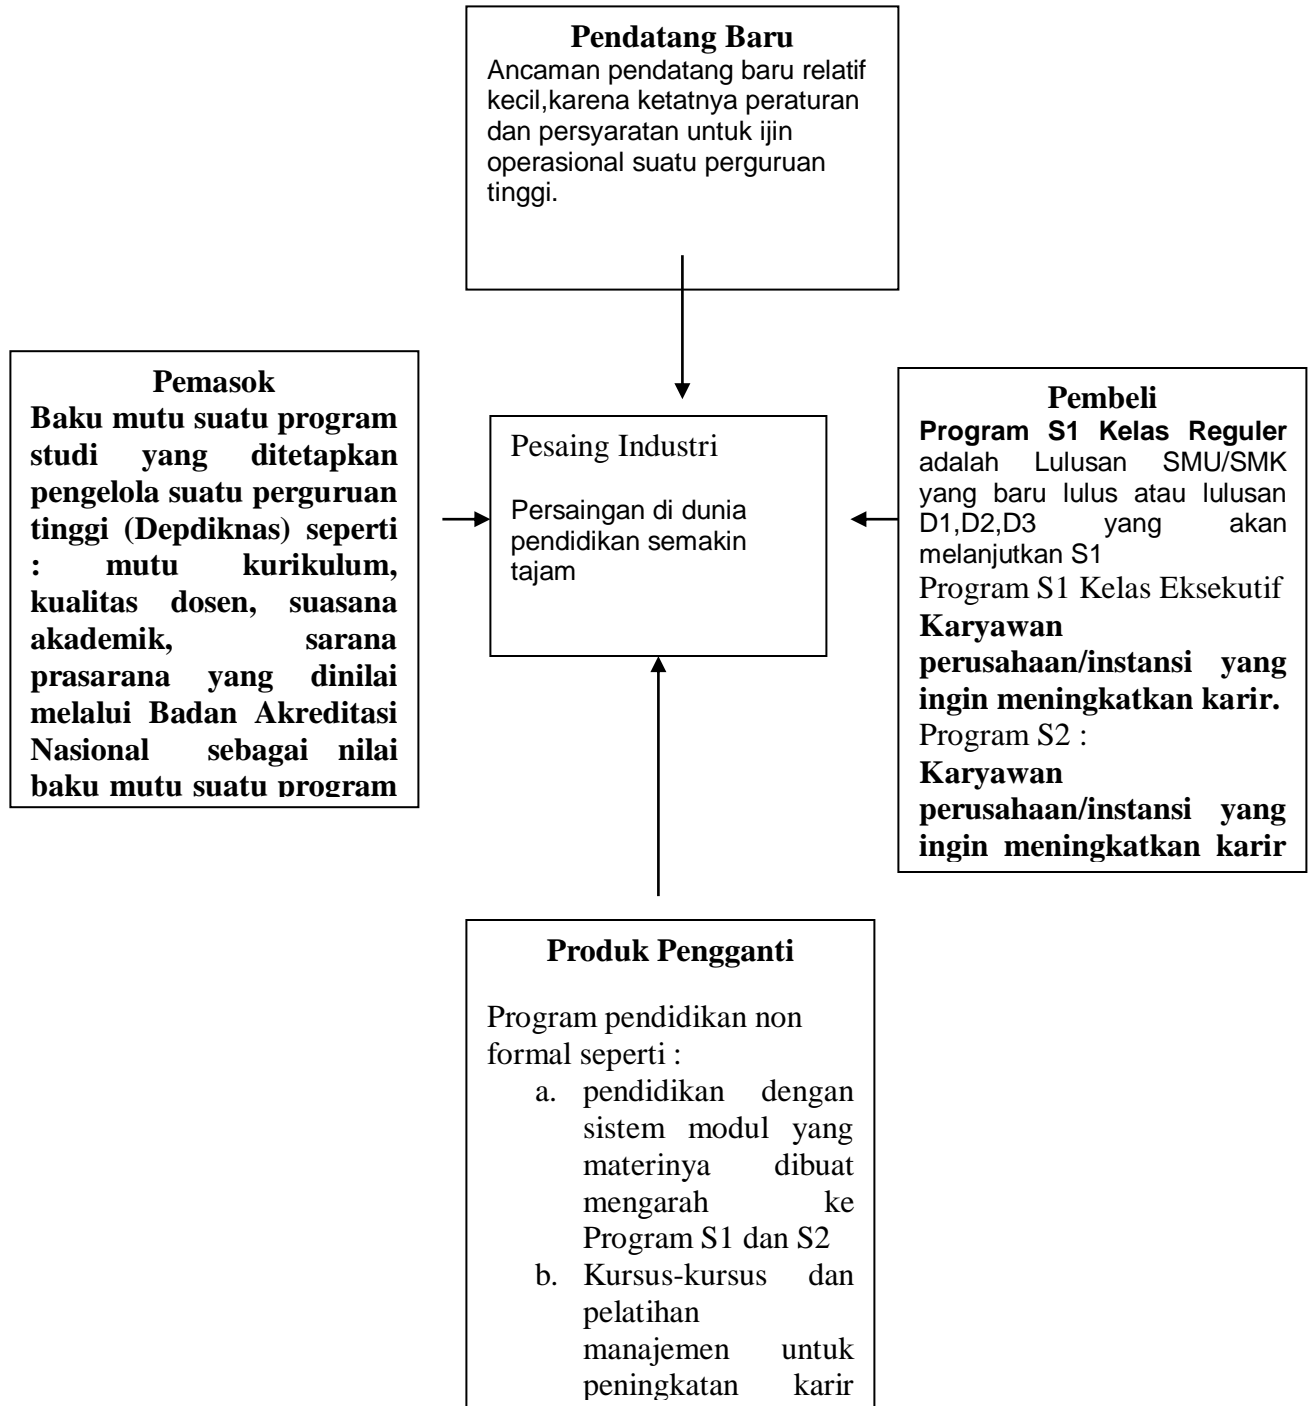 Pendatang Baru
Ancaman pendatang baru relatif
kecil,karena ketatnya peraturan
dan persyaratan untuk ijin
operasional suatu perguruan
tinggi.
Pemasok
Baku mutu suatu program
studi yang ditetapkan
pengelola suatu perguruan
tinggi (Depdiknas) seperti
: mutu kurikulum,
kualitas dosen, suasana
akademik, sarana
prasarana yang dinilai
melalui Badan Akreditasi
Nasional sebagai nilai
baku mutu suatu program
Pesaing Industri
Persaingan di dunia
pendidikan semakin
tajam
Pembeli
Program S1 Kelas Reguler
adalah Lulusan SMU/SMK
yang baru lulus atau lulusan
D1,D2,D3 yang akan
melanjutkan S1
Program S1 Kelas Eksekutif
Karyawan
perusahaan/instansi yang
ingin meningkatkan karir.
Program S2 :
Karyawan
perusahaan/instansi yang
ingin meningkatkan karir
Produk Pengganti
Program pendidikan non
formal seperti :
a. pendidikan dengan
sistem modul yang
materinya dibuat
mengarah ke
Program S1 dan S2
b. Kursus-kursus dan
pelatihan
manajemen untuk
peningkatan karir